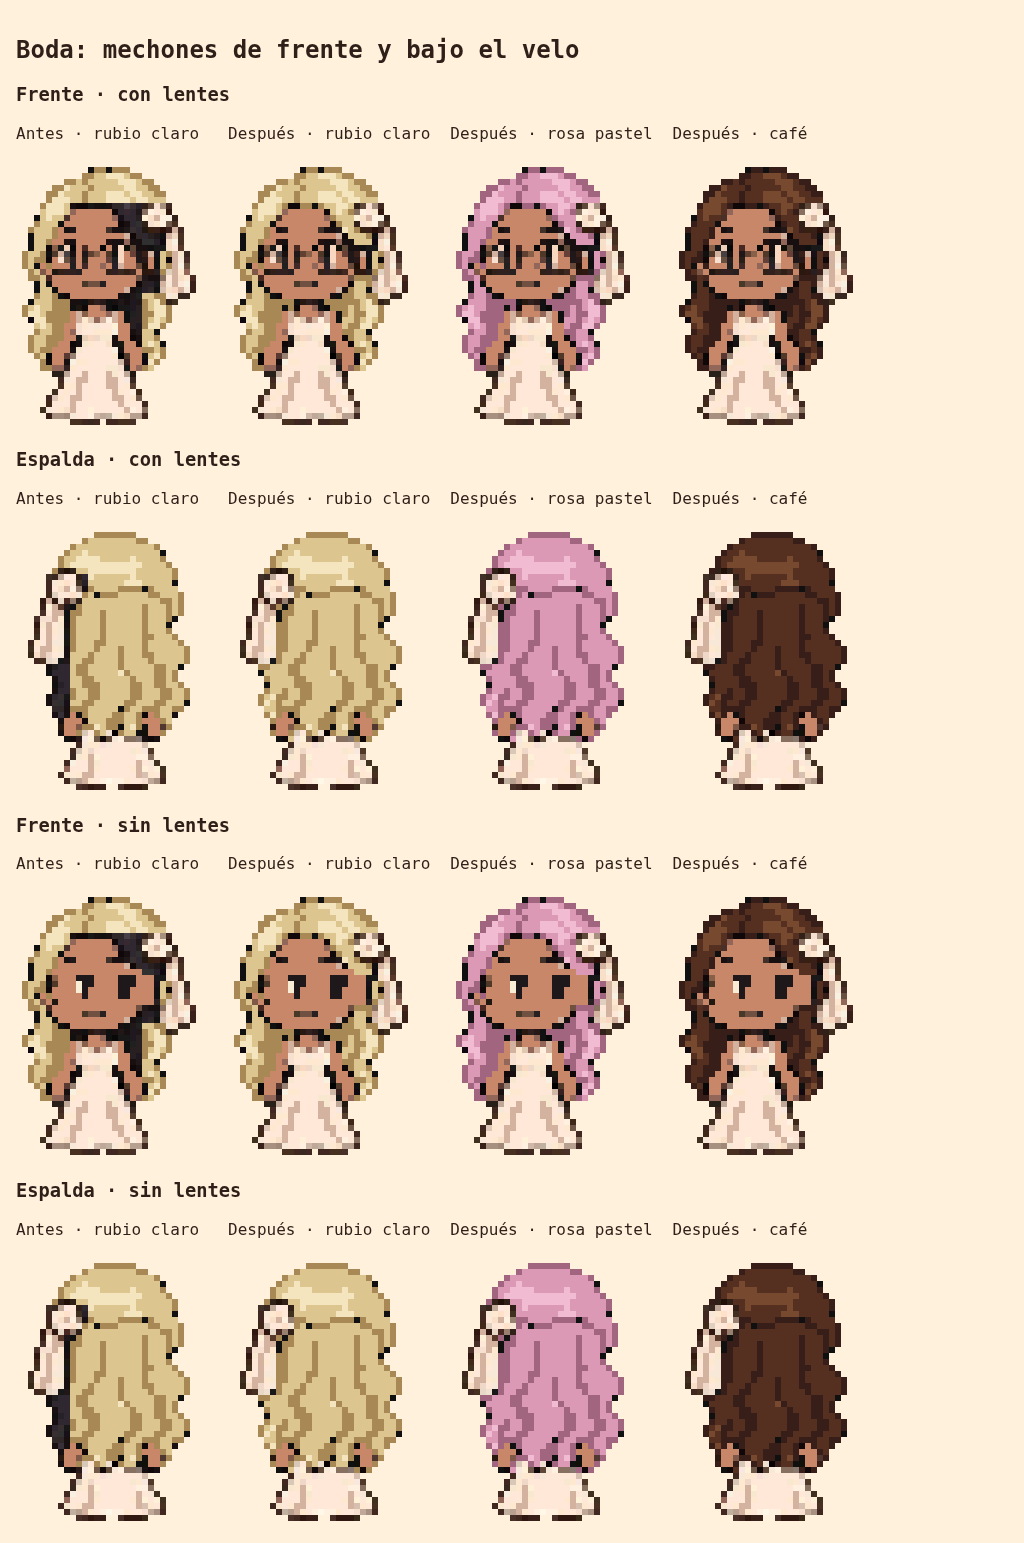 Boda: mechones de frente y bajo el velo
Frente · con lentes
Antes · rubio claro Después · rubio claro Después · rosa pastel Después · café
Espalda · con lentes
Antes · rubio claro Después · rubio claro Después · rosa pastel Después · café
Frente · sin lentes
Antes · rubio claro Después · rubio claro Después · rosa pastel Después · café
Espalda · sin lentes
Antes · rubio claro Después · rubio claro Después · rosa pastel Después · café